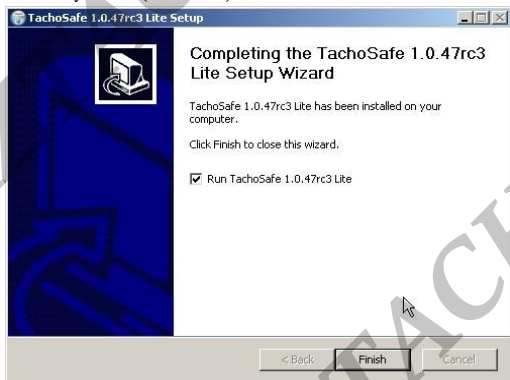 TachoSafe 1.0.47rc3 Lite Setup
Completing the TachoSafe 1.0.47rc3
Lite Setup Wizard
TachoSafe 1.0.47rc3 Lite has been installed on your
computer.
Click Finish to close this wizard.
Run TachoSafe 1.0.47rc3 Lite
< Back
Finish
Cancel